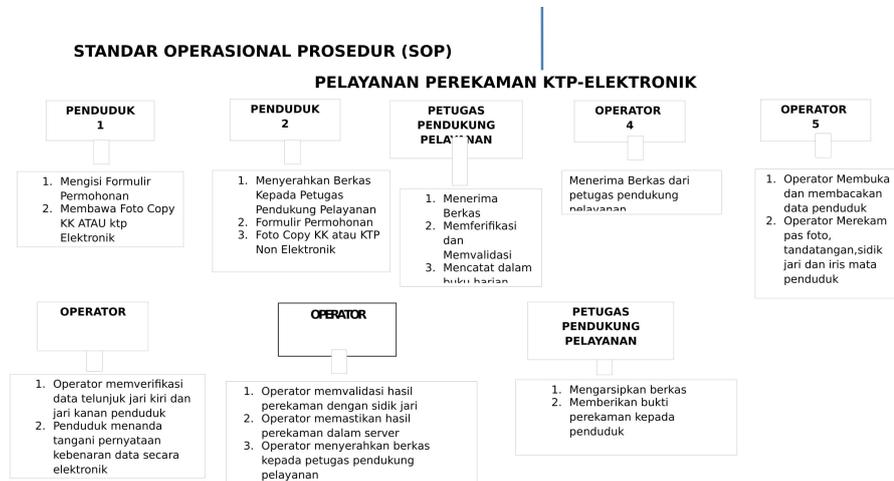 STANDAR OPERASIONAL PROSEDUR (SOP)
PELAYANAN PEREKAMAN KTP-ELEKTRONIK
PENDUDUK
1
1. Mengisi Formulir
Permohonan
2. Membawa Foto Copy
KK ATAU ktp
Elektronik
PENDUDUK
2
1. Menyerahkan Berkas
Kepada Petugas
Pendukung Pelayanan
2. Formulir Permohonan
3. Foto Copy KK atau KTP
Non Elektronik
PETUGAS
PENDUKUNG
PELAYANAN
1. Menerima
Berkas
2. Memferifikasi
dan
Memvalidasi
3. Mencatat dalam
buku harian
OPERATOR
4
Menerima Berkas dari
petugas pendukung
pelayanan
OPERATOR
5
1. Operator Membuka
dan membacakan
data penduduk
2. Operator Merekam
pas foto,
tandatangan,sidik
jari dan iris mata
penduduk
OPERATOR
1. Operator memverifikasi
data telunjuk jari kiri dan
jari kanan penduduk
2. Penduduk menanda
tangani pernyataan
kebenaran data secara
elektronik
OPERATOR
1. Operator memvalidasi hasil
perekaman dengan sidik jari
2. Operator memastikan hasil
perekaman dalam server
3. Operator menyerahkan berkas
kepada petugas pendukung
pelayanan
PETUGAS
PENDUKUNG
PELAYANAN
1. Mengarsipkan berkas
2. Memberikan bukti
perekaman kepada
penduduk